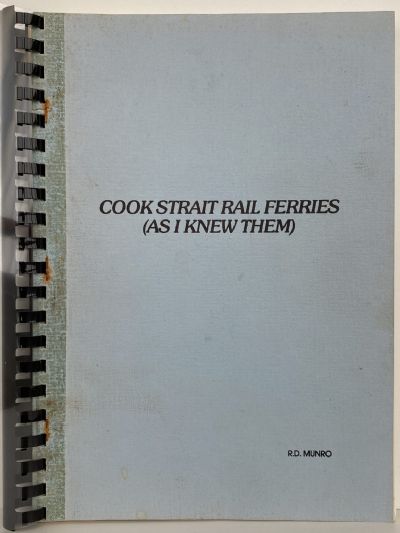 COOK STRAIT RAIL FERRIES
(AS I KNEW THEM)
R.D. MUNRO